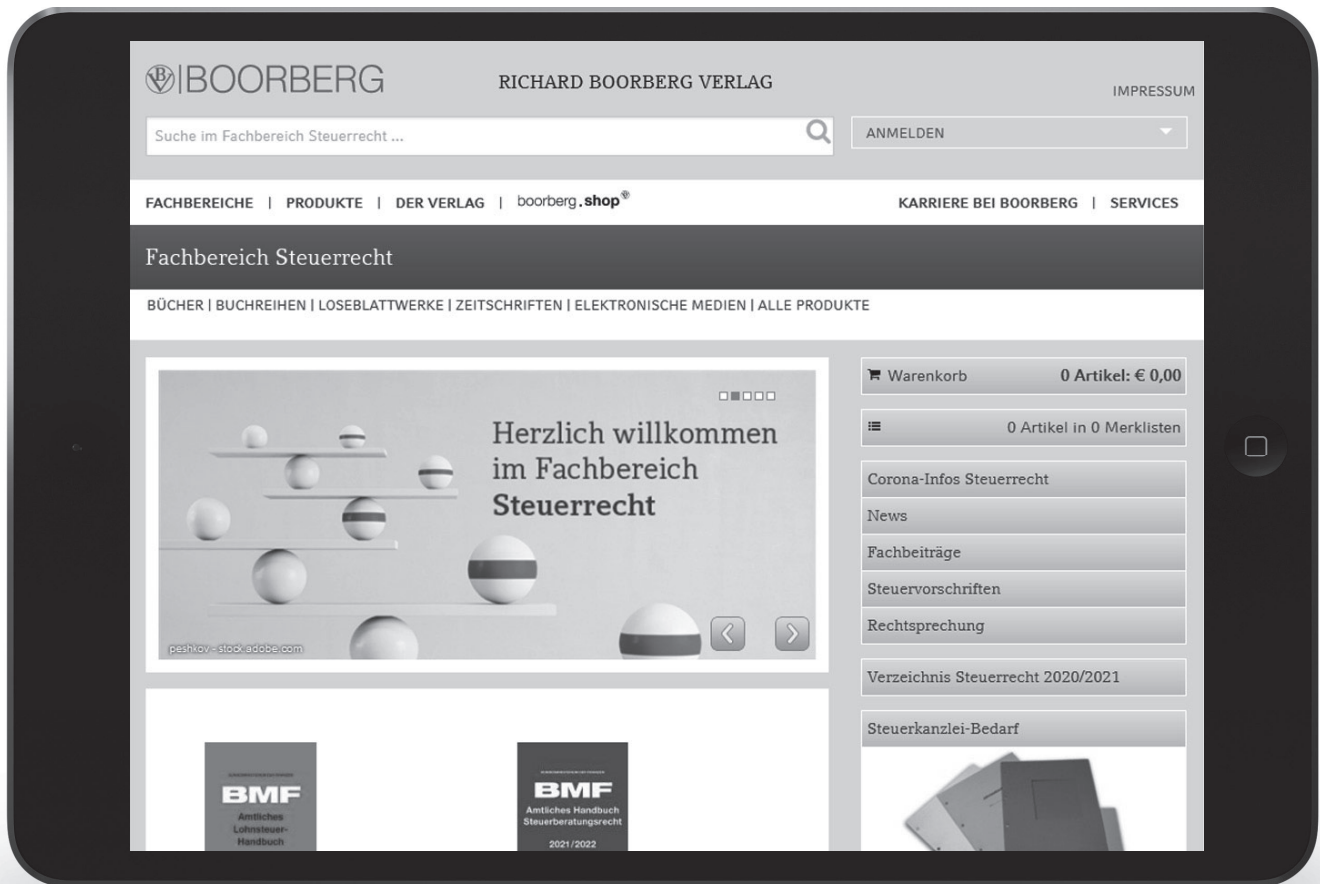 BOORBERG
RICHARD BOORBERG VERLAG
IMPRESSUM
Suche im Fachbereich Steuerrecht ...
ANMELDEN
FACHBEREICHE | PRODUKTE | DER VERLAG | boorberg.shop
KARRIERE BEI BOORBERG | SERVICES
Fachbereich Steuerrecht
BÜCHER | BUCHREIHEN | LOSEBLATTWERKE | ZEITSCHRIFTEN | ELEKTRONISCHE MEDIEN | ALLE PRODUKTE
Herzlich willkommen
im Fachbereich
Steuerrecht
peshkov - stock.adobe.com
Warenkorb 0 Artikel: € 0,00
0 Artikel in 0 Merklisten
Corona-Infos Steuerrecht
News
Fachbeiträge
Steuervorschriften
Rechtsprechung
Verzeichnis Steuerrecht 2020/2021
Steuerkanzlei-Bedarf
BMF
Amtliches
Lohnsteuer-
Handbuch
BMF
Amtliches Handbuch
Steuerberatungsrecht
2021/2022